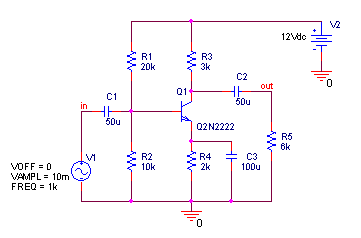 V2
12Vdc
0
R1
20k
R3
3k
Q1
C2
50u
out
in
C1
50u
Q2N2222
R5
6k
V1
VOFF = 0
VAMPL = 10m
FREQ = 1k
R2
10k
R4
2k
C3
100u
0